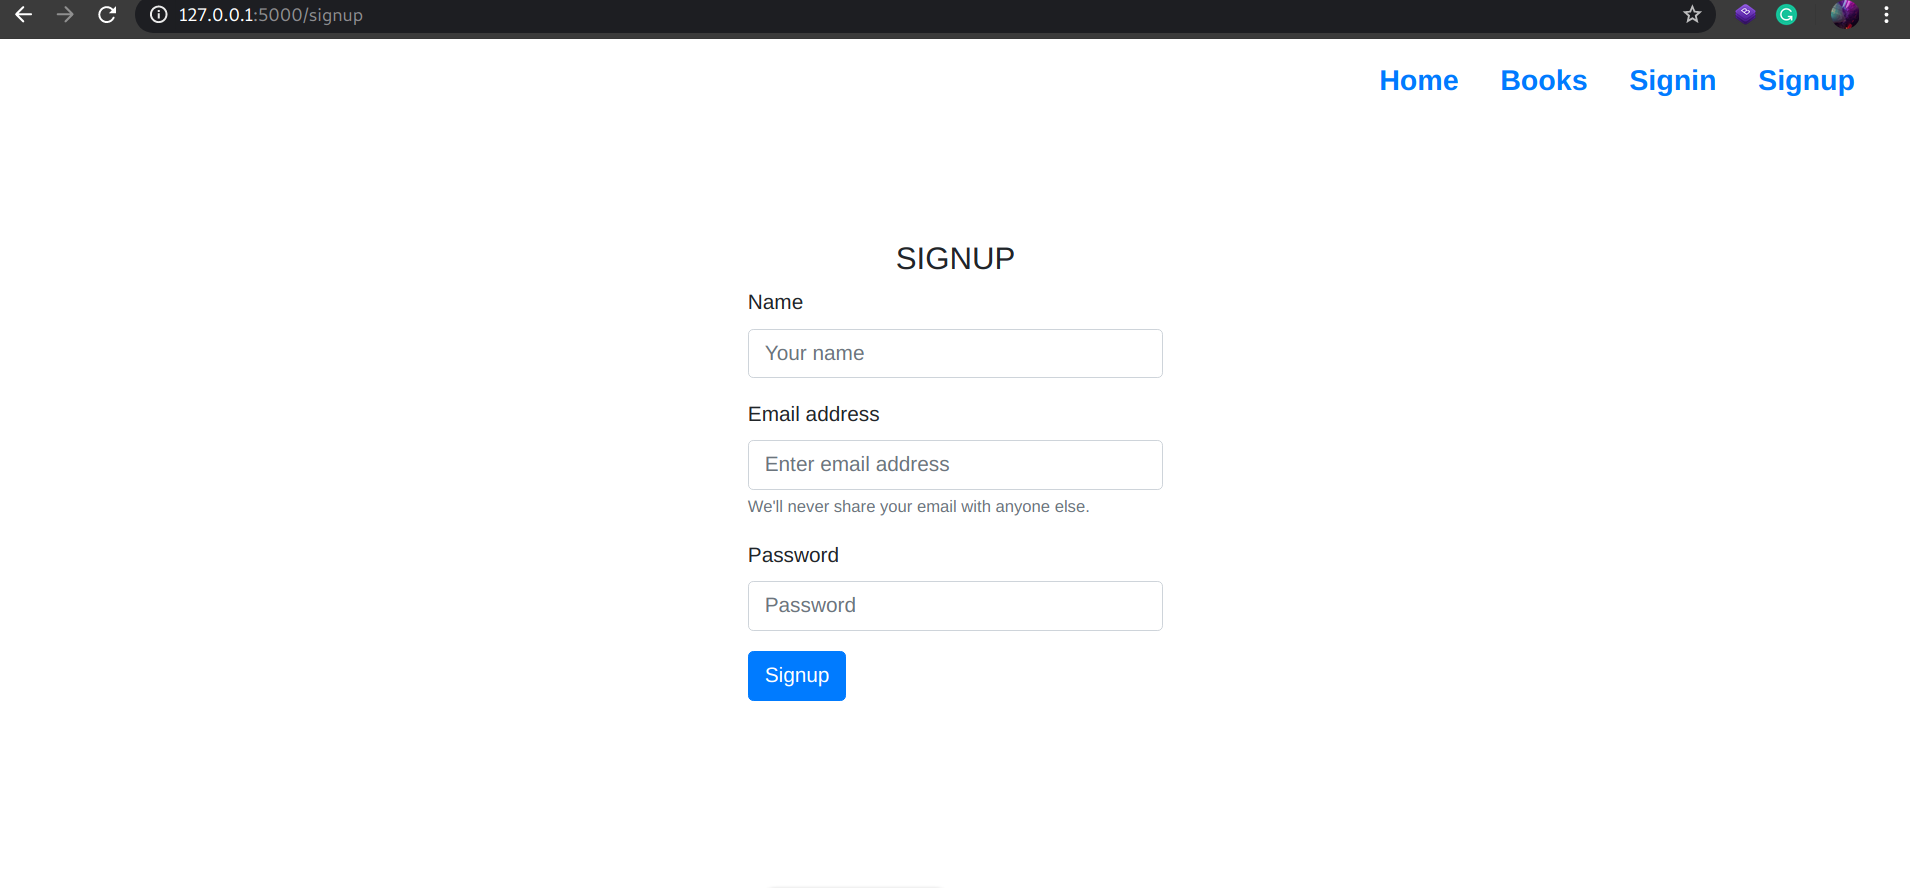 127.0.0.1:5000/signup
Home Books Signin Signup
SIGNUP
Name
Your name
Email address
Enter email address
We'll never share your email with anyone else.
Password
Password
Signup